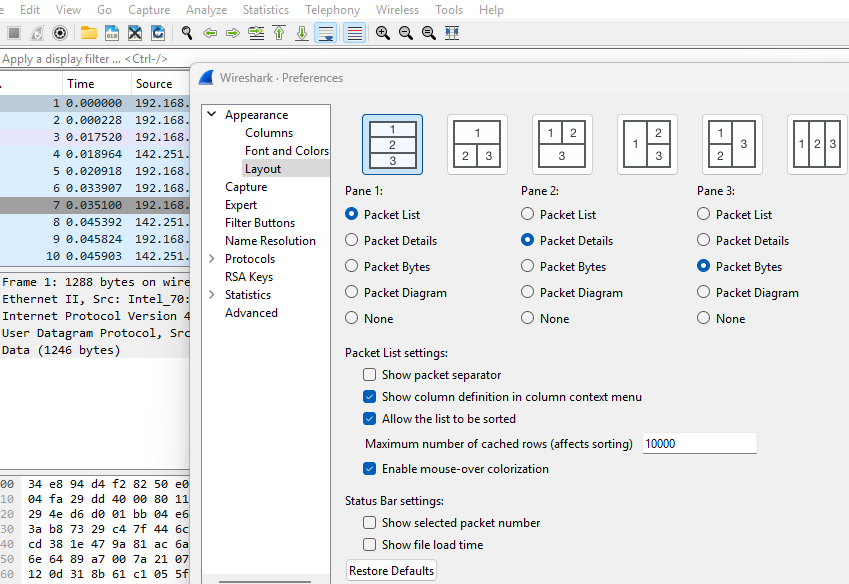 e Edit View Go Capture Analyze Statistics Telephony Wireless Tools Help
Apply a display filter ... <Ctrl-/>
. Time Source
1 0.000000 192.168.
2 0.000228 192.168.
3 0.017520 192.168.
4 0.018964 142.251.
5 0.020918 192.168.
6 0.033907 192.168.
7 0.035100 192.168.
8 0.045392 142.251.
9 0.045824 192.168.
10 0.045903 142.251.
Frame 1: 1288 bytes on wire
Ethernet II, Src: Intel_70:
Internet Protocol Version 4
User Datagram Protocol, Src
Data (1246 bytes)
00 34 e8 94 d4 f2 82 50 e0
10 04 fa 29 dd 40 00 80 11
20 29 4e d6 d0 01 bb 04 e6
30 3a b8 73 29 c4 7f 44 6c
40 cd 38 1e 47 9a 81 ac 6a
50 6e 64 89 a7 00 7a 21 07
60 12 0d 31 8b 61 c1 05 5f
Wireshark · Preferences
Appearance
Columns
Font and Colors
Layout
Capture
Expert
Filter Buttons
Name Resolution
Protocols
RSA Keys
Statistics
Advanced
1 2 3
1 2 3
1 2 3
1 2 3
1 2 3
1 2 3
Pane 1: Pane 2: Pane 3:
Packet List Packet List Packet List
Packet Details Packet Details Packet Details
Packet Bytes Packet Bytes Packet Bytes
Packet Diagram Packet Diagram Packet Diagram
None None None
Packet List settings:
Show packet separator
Show column definition in column context menu
Allow the list to be sorted
Maximum number of cached rows (affects sorting) 10000
Enable mouse-over colorization
Status Bar settings:
Show selected packet number
Show file load time
Restore Defaults